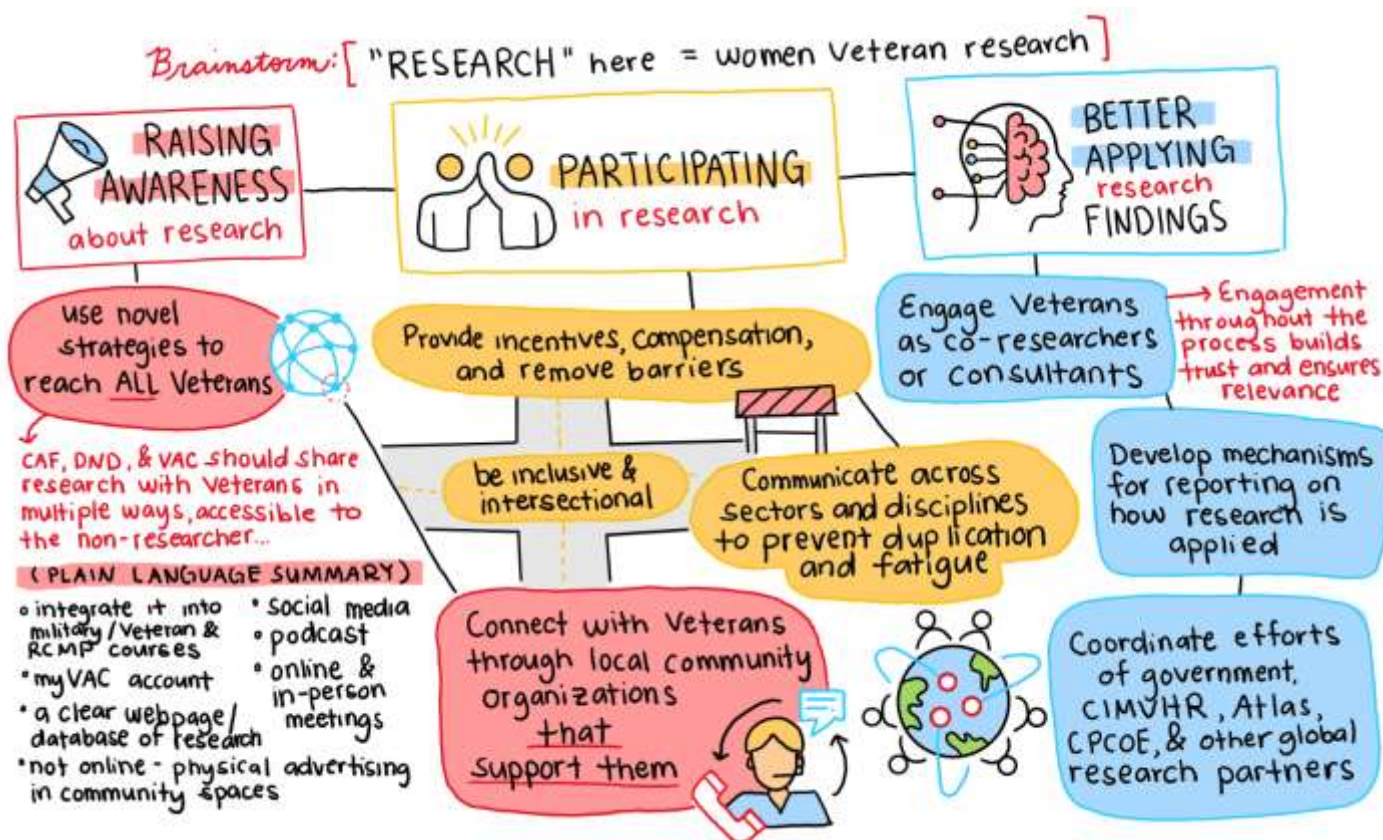 Brainstorm: [ "RESEARCH" here = women Veteran research ]
RAISING
AWARENESS
about research
use novel
strategies to
reach ALL Veterans
CAF, DND, & VAC should share
research with Veterans in
multiple ways, accessible to
the non-researcher...
(PLAIN LANGUAGE SUMMARY)
• integrate it into
military/Veteran &
RCMP courses
• myVAC account
• a clear webpage/
database of research
• not online - physical advertising
in community spaces
• social media
• podcast
• online &
in-person
meetings
Connect with Veterans
through local community
organizations
that
support them
PARTICIPATING
in research
Provide incentives, compensation,
and remove barriers
be inclusive &
intersectional
Communicate across
sectors and disciplines
to prevent duplication
and fatigue
BETTER
APPLYING
research
FINDINGS
Engage Veterans
as co-researchers
or consultants
→ Engagement
throughout the
process builds
trust and ensures
relevance
Develop mechanisms
for reporting on
how research is
applied
Coordinate efforts
of government,
CIMVHR, Atlas,
CPCOE, & other global
research partners